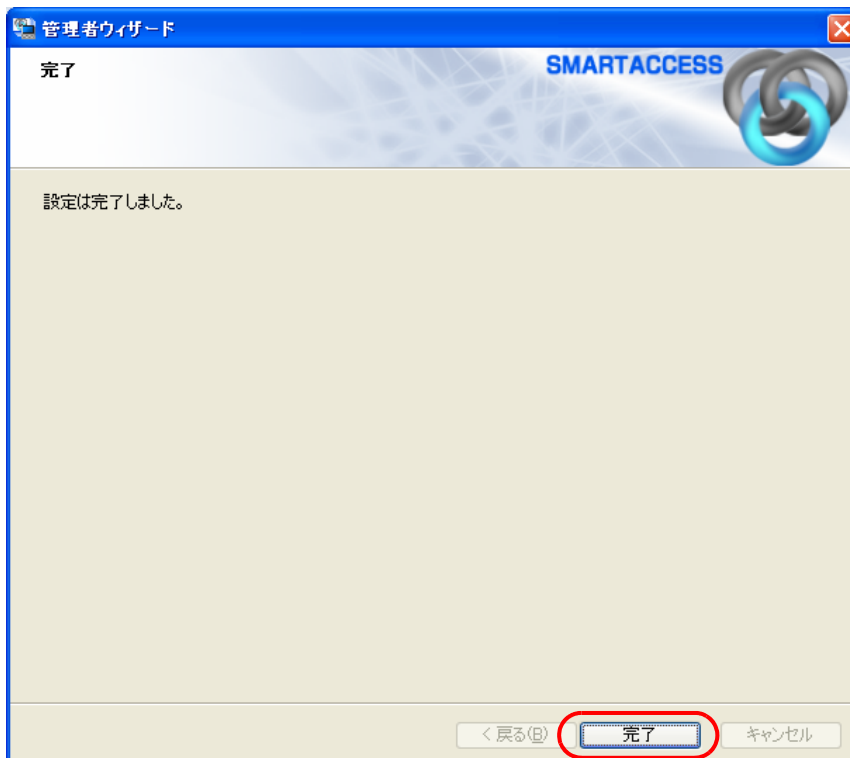 管理者ウィザード
完了
SMARTACCESS
設定は完了しました。
< 戻る(B)
完了
キャンセル